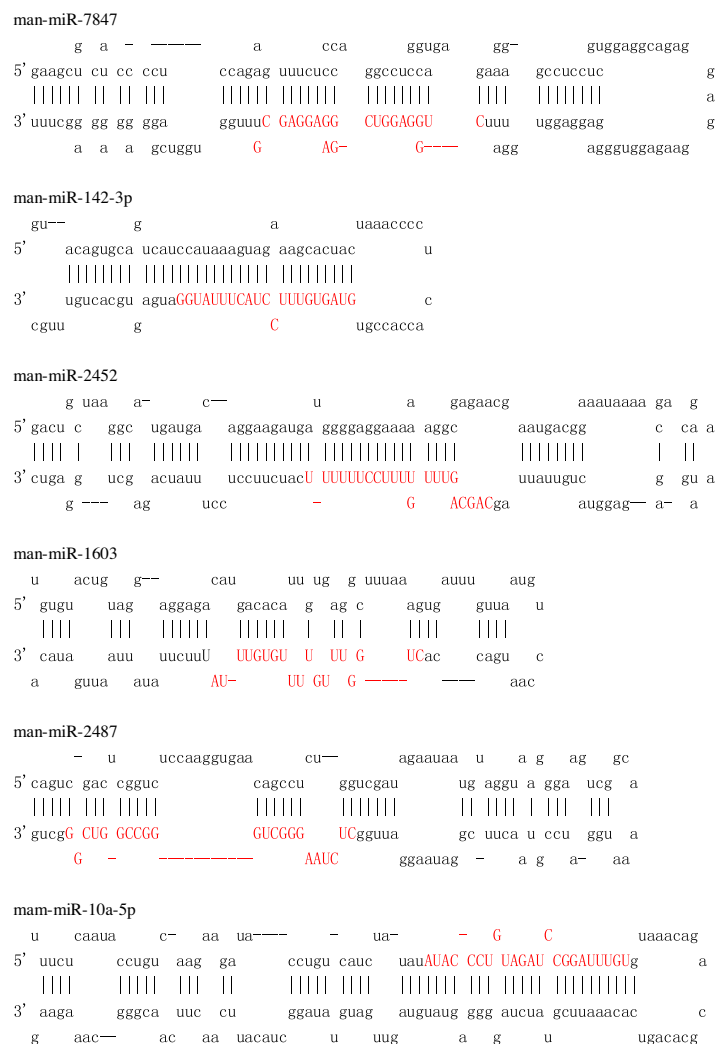 man-miR-7847
g a − −−−−− a cca gguga gg− guggaggcagag
5' gaagcu cu cc ccu ccagag uuucucc ggccucca gaaa gccuccuc g
|||||| || || ||| |||||| ||||||| |||||||| |||| |||||||| a
3' uuucgg gg gg gga gguuuC GAGGAGG CUGGAGGU Cuuu uggaggag g
a a a gcuggu G AG− G−−−− agg aggguggagaag
man-miR-142-3p
gu−− g a uaaacccc
5' acagugca ucauccauaaaguag aagcacuac u
|||||||| ||||||||||||||| |||||||||
3' ugucacgu aguaGGUAUUUCAUC UUUGUGAUG c
cguu g C ugccacca
man-miR-2452
g uaa a− c−− u a gagaacg aaauaaaa ga g
5' gacu c ggc ugauga aggaagauga ggggaggaaaa aggc aaugacgg c ca a
|||| | ||| |||||| |||||||||| ||||||||||| |||| |||||||| | ||
3' cuga g ucg acuauu uccuucuacU UUUUUCCUUUU UUUG uuauuguc g gu a
g −−− ag ucc − G ACGACga auggag−− a− a
man-miR-1603
u acug g−− cau uu ug g uuuaa auuu aug
5' gugu uag aggaga gacaca g ag c agug guua u
|||| ||| |||||| |||||| | || | |||| ||||
3' caua auu uucuuU UUGUGU U UU G UCac cagu c
a guua aua AU− UU GU G −−−−− −−−− aac
man-miR-2487
− u uccaaggugaa cu−− agaauaa u a g ag gc
5' cagucgac cgguc cagccu ggucgau ug aggu a gga ucg a
||||| ||| ||||| |||||| ||||||| || |||| | ||| |||
3' gucgG CUG GCCGG GUCGGG UCgguua gc uuca u ccu ggu a
G − −−−−−−−−−−− AAUC ggaauag − a g a− aa
mam-miR-10a-5p
u caaua c− aa ua−−−− − ua− − G C uaaacag
5' uucu ccugu aag ga ccugu cauc uauAUAC CCU UAGAU CGGAUUUGUg a
|||| ||||| ||| || ||||| |||| ||||||| ||| ||||| ||||||||||
3' aaga gggca uuc cu ggaua guag auguaug ggg aucua gcuuaaacac c
g aac−− ac aa uacauc u uug a g u ugacacg